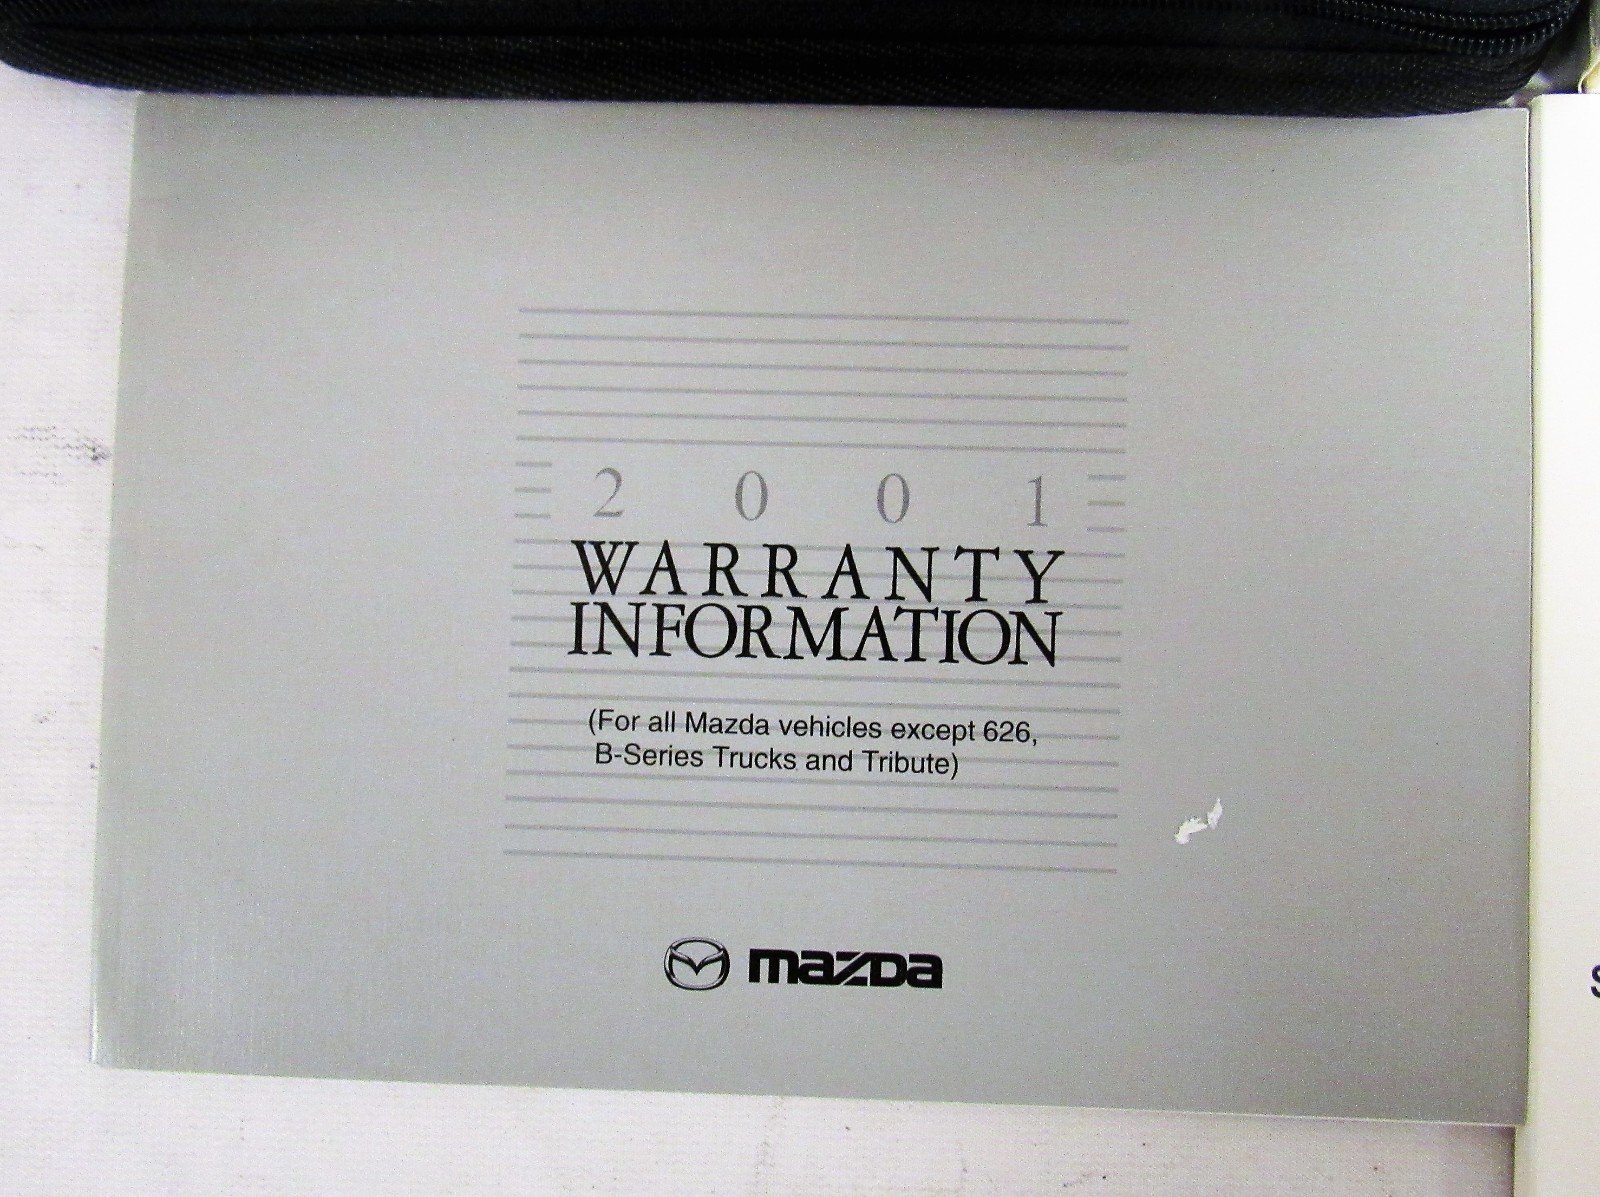 2 0 0 1
WARRANTY
INFORMATION
(For all Mazda vehicles except 626,
B-Series Trucks and Tribute)
mazda
S